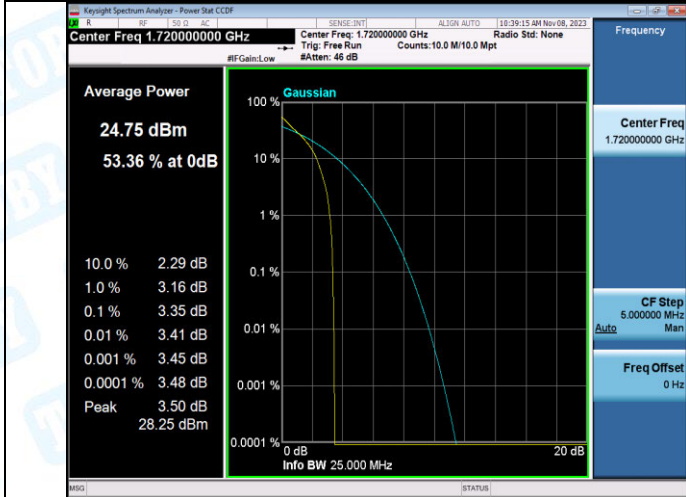 Keysight Spectrum Analyzer - Power Stat CCDF
R RF 50 Ω AC SENSE:INT ALIGN AUTO 10:39:15 AM Nov 08, 2023
Center Freq 1.720000000 GHz
Center Freq: 1.720000000 GHz Radio Std: None
Trig: Free Run Counts:10.0 M/10.0 Mpt
#IFGain:Low #Atten: 46 dB
Average Power
24.75 dBm
53.36 % at 0dB
10.0 % 2.29 dB
1.0 % 3.16 dB
0.1 % 3.35 dB
0.01 % 3.41 dB
0.001 % 3.45 dB
0.0001 % 3.48 dB
Peak 3.50 dB
28.25 dBm
Gaussian
100 %
10 %
1 %
0.1 %
0.01 %
0.001 %
0.0001 %
0 dB 20 dB
Info BW 25.000 MHz
Frequency
Center Freq
1.720000000 GHz
CF Step
5.000000 MHz
Auto Man
Freq Offset
0 Hz
MSG STATUS